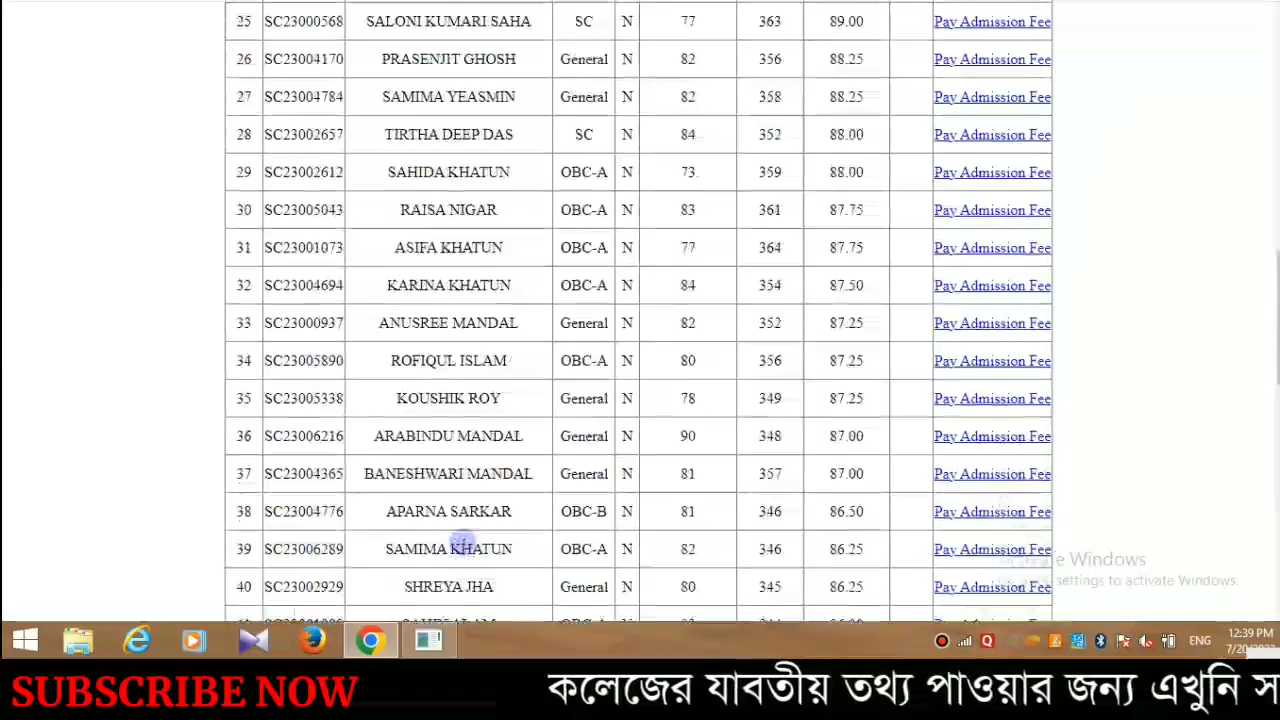 25 SC23000568 SALONI KUMARI SAHA SC N 77 363 89.00 Pay Admission Fee
26 SC23004170 PRASENJIT GHOSH General N 82 356 88.25 Pay Admission Fee
27 SC23004784 SAMIMA YEASMIN General N 82 358 88.25 Pay Admission Fee
28 SC23002657 TIRTHA DEEP DAS SC N 84 352 88.00 Pay Admission Fee
29 SC23002612 SAHIDA KHATUN OBC-A N 73 359 88.00 Pay Admission Fee
30 SC23005043 RAISA NIGAR OBC-A N 83 361 87.75 Pay Admission Fee
31 SC23001073 ASIFA KHATUN OBC-A N 77 364 87.75 Pay Admission Fee
32 SC23004694 KARINA KHATUN OBC-A N 84 354 87.50 Pay Admission Fee
33 SC23000937 ANUSREE MANDAL General N 82 352 87.25 Pay Admission Fee
34 SC23005890 ROFIQUL ISLAM OBC-A N 80 356 87.25 Pay Admission Fee
35 SC23005338 KOUSHIK ROY General N 78 349 87.25 Pay Admission Fee
36 SC23006216 ARABINDU MANDAL General N 90 348 87.00 Pay Admission Fee
37 SC23004365 BANESHWARI MANDAL General N 81 357 87.00 Pay Admission Fee
38 SC23004776 APARNA SARKAR OBC-B N 81 346 86.50 Pay Admission Fee
39 SC23006289 SAMIMA KHATUN OBC-A N 82 346 86.25 Pay Admission Fee
Windows
settings to activate Windows.
40 SC23002929 SHREYA JHA General N 80 345 86.25 Pay Admission Fee
ENG
12:39 PM
SUBSCRIBE NOW
কলেজের যাবতীয় তথ্য পাওয়ার জন্য এখুনি স